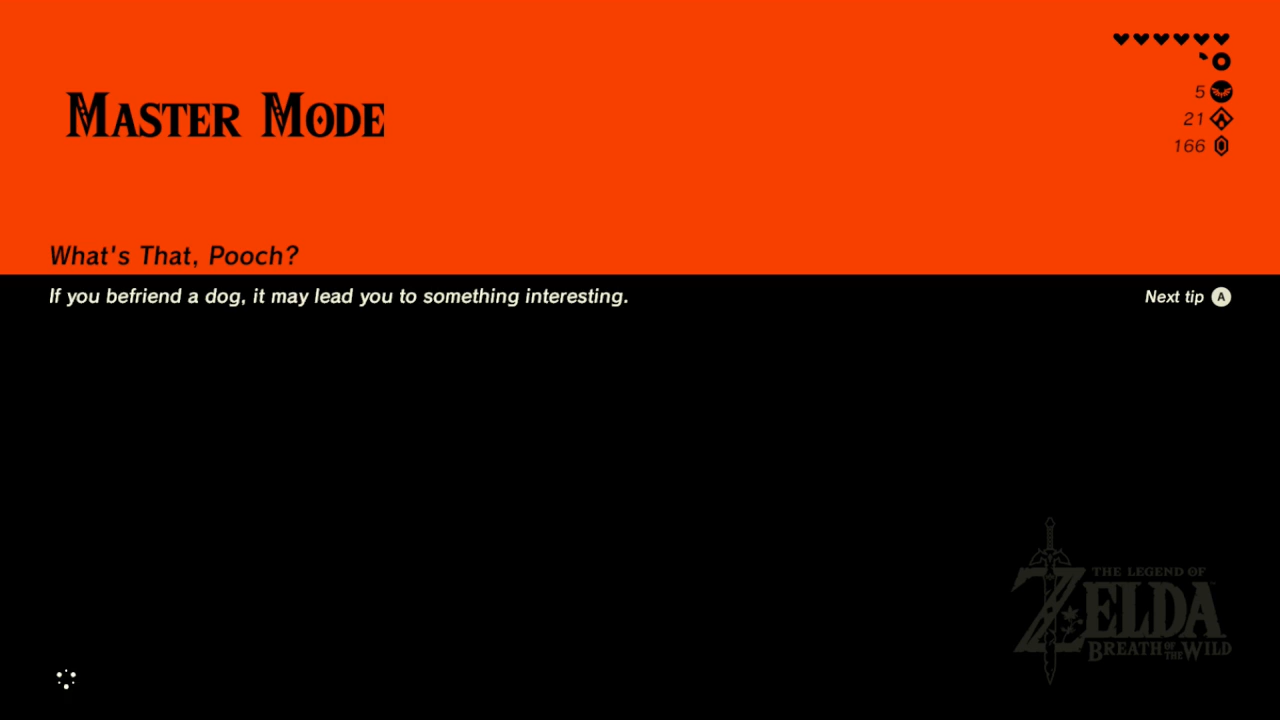 Master Mode
5
21
166
What's That, Pooch?
If you befriend a dog, it may lead you to something interesting.
Next tip A
THE LEGEND OF
ZELDA
BREATH OF THE WILD